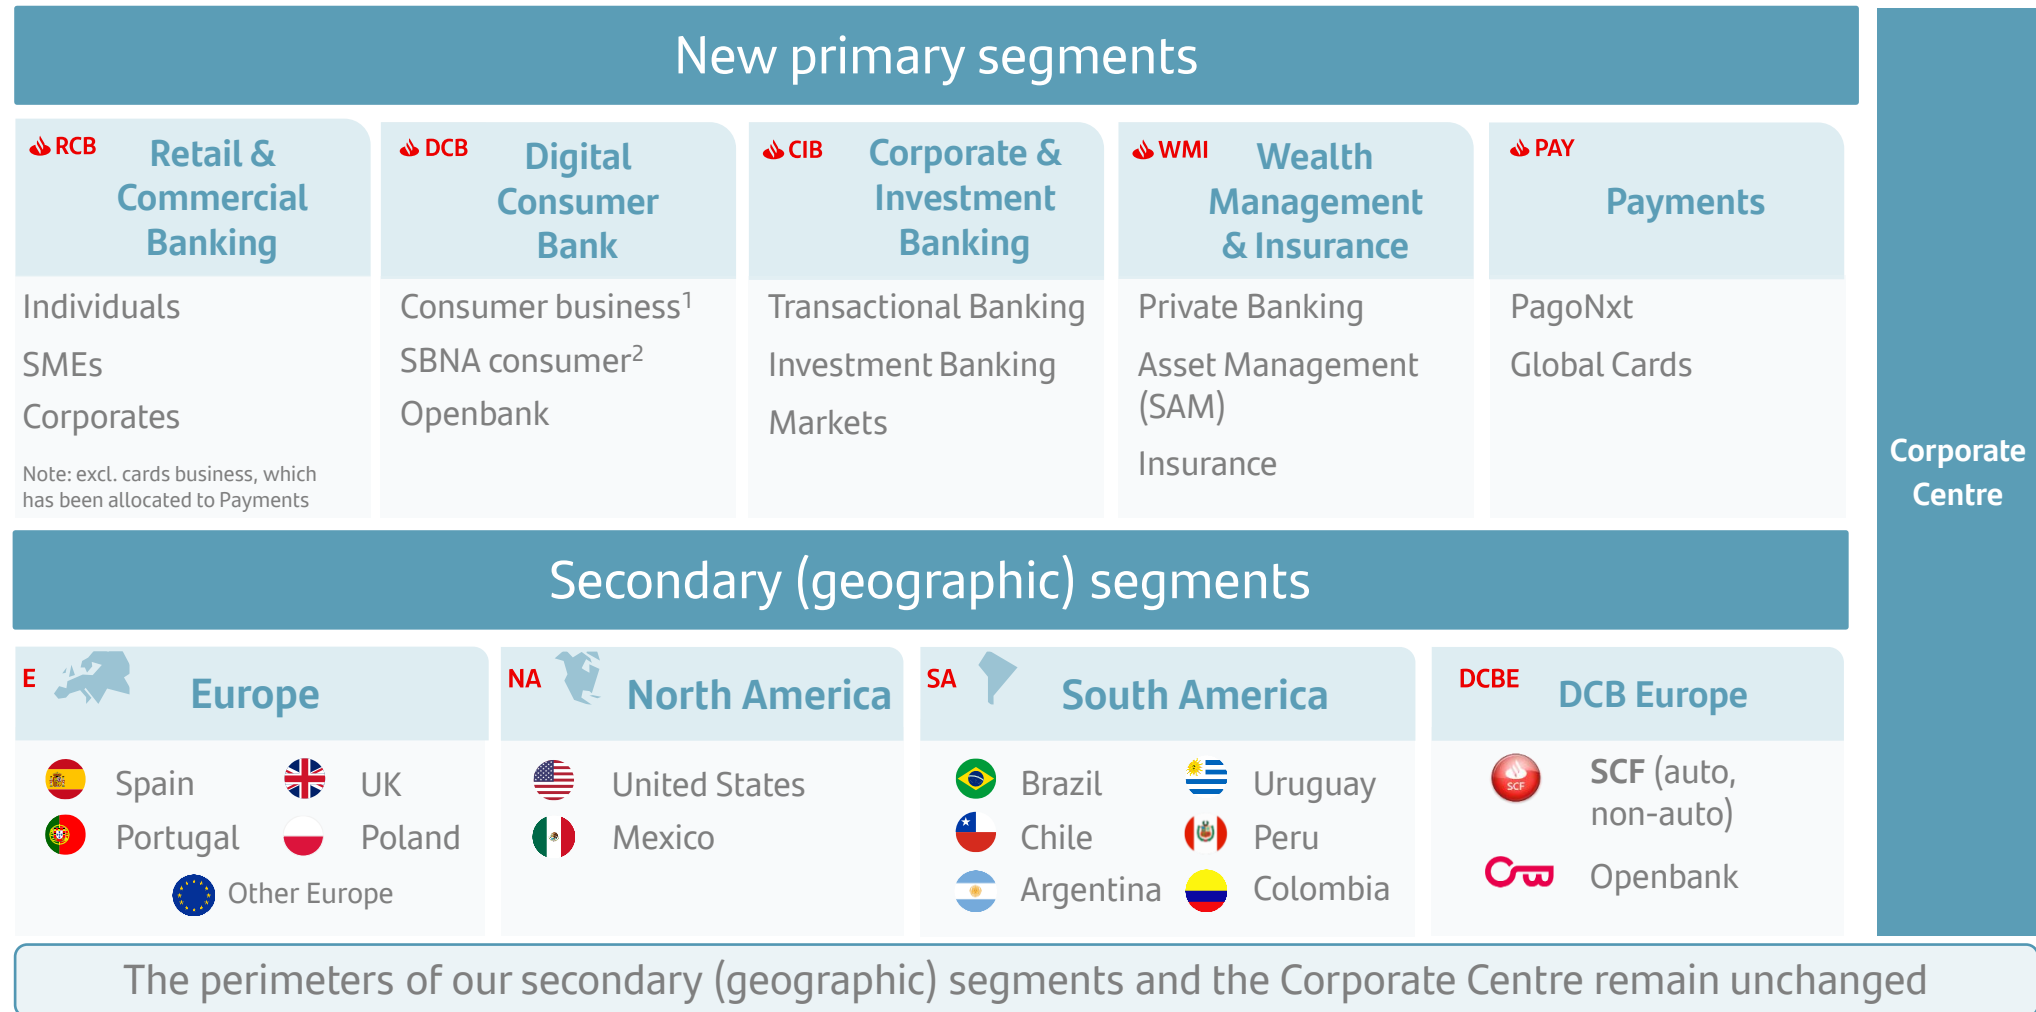 New primary segments
RCB
Retail &
Commercial
Banking
Individuals
SMEs
Corporates
Note: excl. cards business, which
has been allocated to Payments
DCB
Digital
Consumer
Bank
Consumer business¹
SBNA consumer²
Openbank
CIB
Corporate &
Investment
Banking
Transactional Banking
Investment Banking
Markets
WMI
Wealth
Management
& Insurance
Private Banking
Asset Management
(SAM)
Insurance
PAY
Payments
PagoNxt
Global Cards
Corporate
Centre
Secondary (geographic) segments
E
Europe
Spain
UK
Portugal
Poland
Other Europe
NA
North America
United States
Mexico
SA
South America
Brazil
Uruguay
Chile
Peru
Argentina
Colombia
DCBE
DCB Europe
SCF
SCF (auto,
non-auto)
Openbank
The perimeters of our secondary (geographic) segments and the Corporate Centre remain unchanged